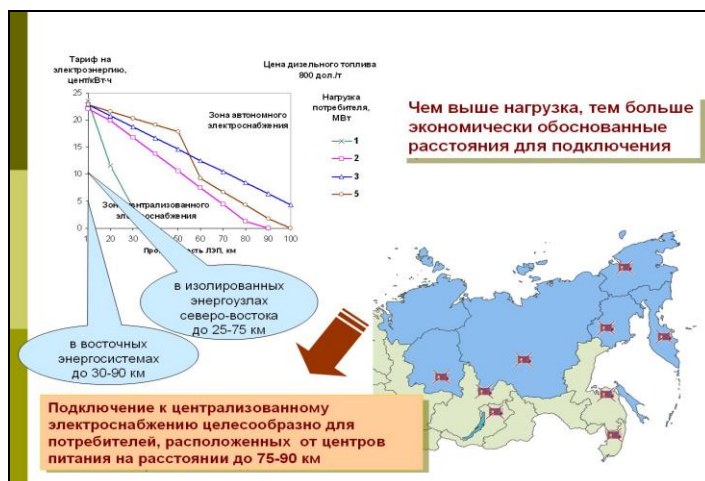 Тариф на
электроэнергию,
цент/кВт-ч
Цена дизельного топлива
800 дол./т
25
20
15
10
5
0
Зона автономного
электроснабжения
Нагрузка
потребителя,
МВт
1
2
3
5
электроснабжения
20 30 40 50 60 70 80 90 100
ЛЭП, км
Чем выше нагрузка, тем больше
экономически обоснованные
расстояния для подключения
в изолированных
энергоузлах
северо-востока
до 25-75 км
в восточных
энергосистемах
до 30-90 км
Подключение к централизованному
электроснабжению целесообразно для
потребителей, расположенных от центров
питания на расстоянии до 75-90 км